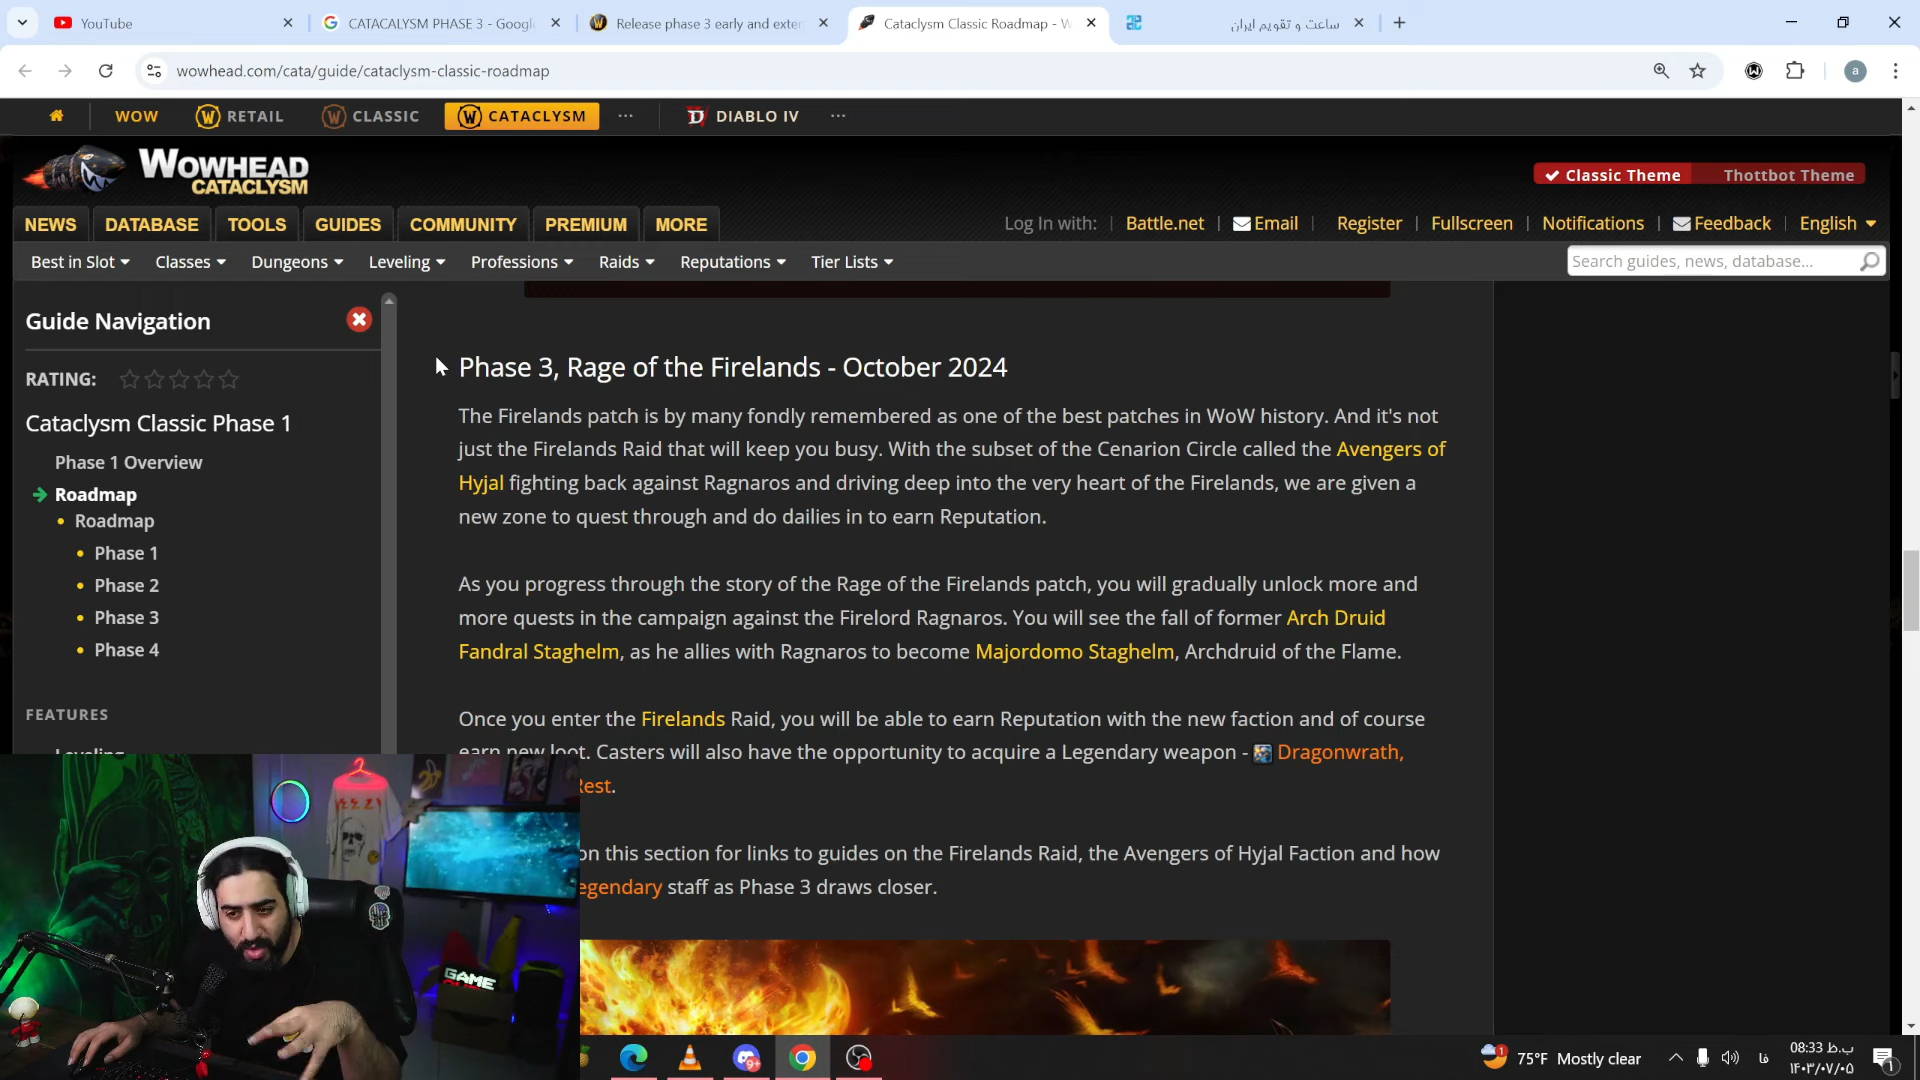 YouTube
CATACALYSM PHASE 3 - Google
Release phase 3 early and exten
Cataclysm Classic Roadmap - W
ساعت و تقویم ایران
wowhead.com/cata/guide/cataclysm-classic-roadmap
a
WOW
RETAIL
CLASSIC
CATACLYSM
DIABLO IV
WOWHEAD
CATACLYSM
Classic Theme
Thottbot Theme
NEWS
DATABASE
TOOLS
GUIDES
COMMUNITY
PREMIUM
MORE
Log In with:
Battle.net
Email
Register
Fullscreen
Notifications
Feedback
English
Best in Slot
Classes
Dungeons
Leveling
Professions
Raids
Reputations
Tier Lists
Search guides, news, database...
Guide Navigation
RATING:
Cataclysm Classic Phase 1
Phase 1 Overview
Roadmap
Roadmap
Phase 1
Phase 2
Phase 3
Phase 4
FEATURES
Leveling
Phase 3, Rage of the Firelands - October 2024
The Firelands patch is by many fondly remembered as one of the best patches in WoW history. And it's not
just the Firelands Raid that will keep you busy. With the subset of the Cenarion Circle called the Avengers of
Hyjal fighting back against Ragnaros and driving deep into the very heart of the Firelands, we are given a
new zone to quest through and do dailies in to earn Reputation.
As you progress through the story of the Rage of the Firelands patch, you will gradually unlock more and
more quests in the campaign against the Firelord Ragnaros. You will see the fall of former Arch Druid
Fandral Staghelm, as he allies with Ragnaros to become Majordomo Staghelm, Archdruid of the Flame.
Once you enter the Firelands Raid, you will be able to earn Reputation with the new faction and of course
earn new loot. Casters will also have the opportunity to acquire a Legendary weapon - Dragonwrath,
Rest.
on this section for links to guides on the Firelands Raid, the Avengers of Hyjal Faction and how
egendary staff as Phase 3 draws closer.
GAME
75°F Mostly clear
فا
08:33 ب.ظ
۱۴۰۳/۰۷/۰۵
1